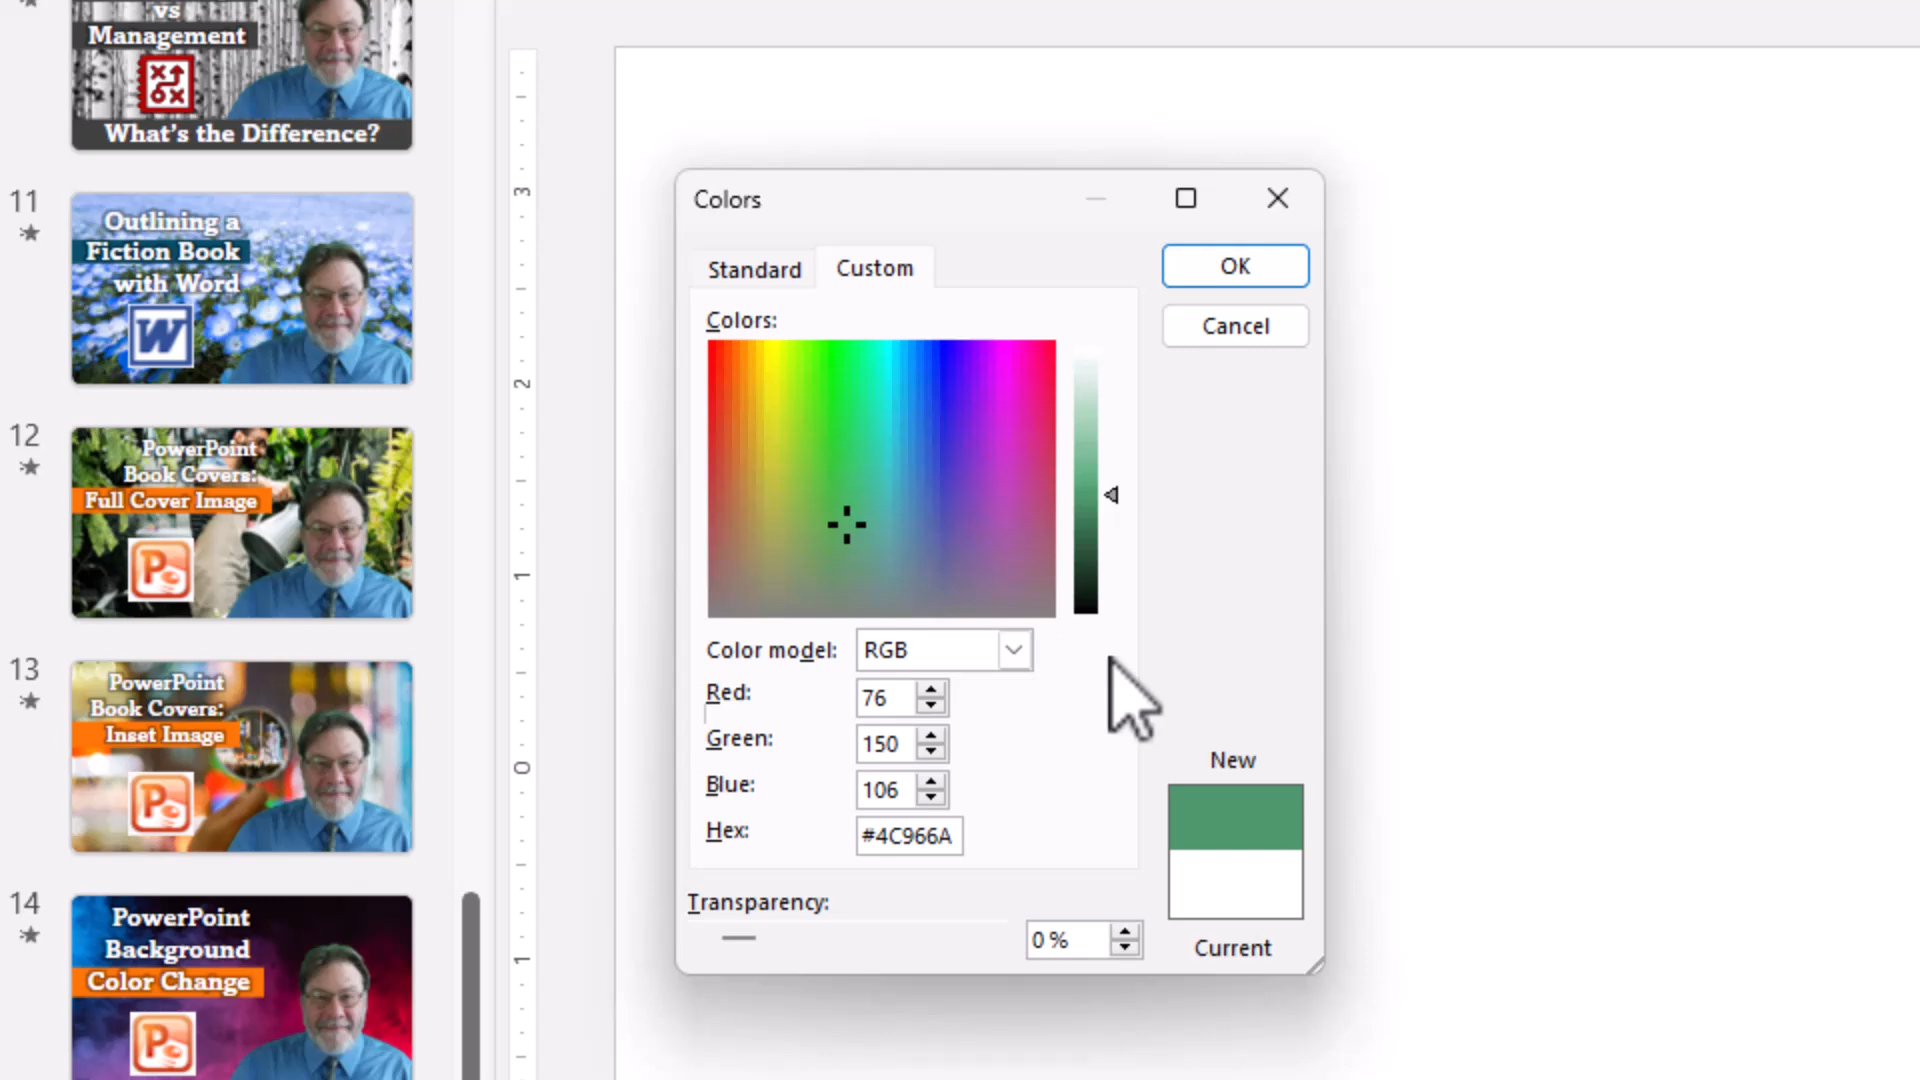 vs
Management
What's the Difference?
11
Outlining a
Fiction Book
with Word
W
12
PowerPoint
Book Covers:
Full Cover Image
P
13
PowerPoint
Book Covers:
Inset Image
P
14
PowerPoint
Background
Color Change
P
3
2
1
0
1
Colors
Standard
Custom
OK
Cancel
Colors:
Color model:
RGB
Red:
76
Green:
150
Blue:
106
Hex:
#4C966A
Transparency:
0 %
New
Current